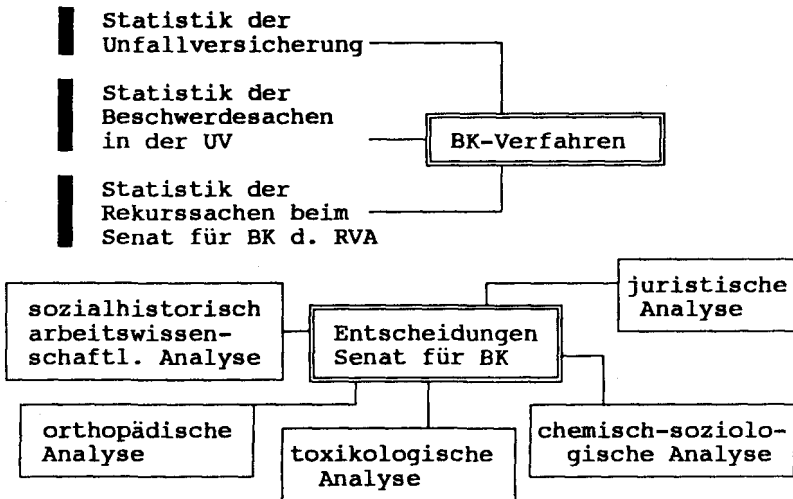 Statistik der
Unfallversicherung
Statistik der
Beschwerdesachen
in der UV
BK-Verfahren
Statistik der
Rekurssachen beim
Senat für BK d. RVA
juristische
Analyse
sozialhistorisch
arbeitswissen-
schaftl. Analyse
Entscheidungen
Senat für BK
orthopädische
Analyse
toxikologische
Analyse
chemisch-soziolo-
gische Analyse